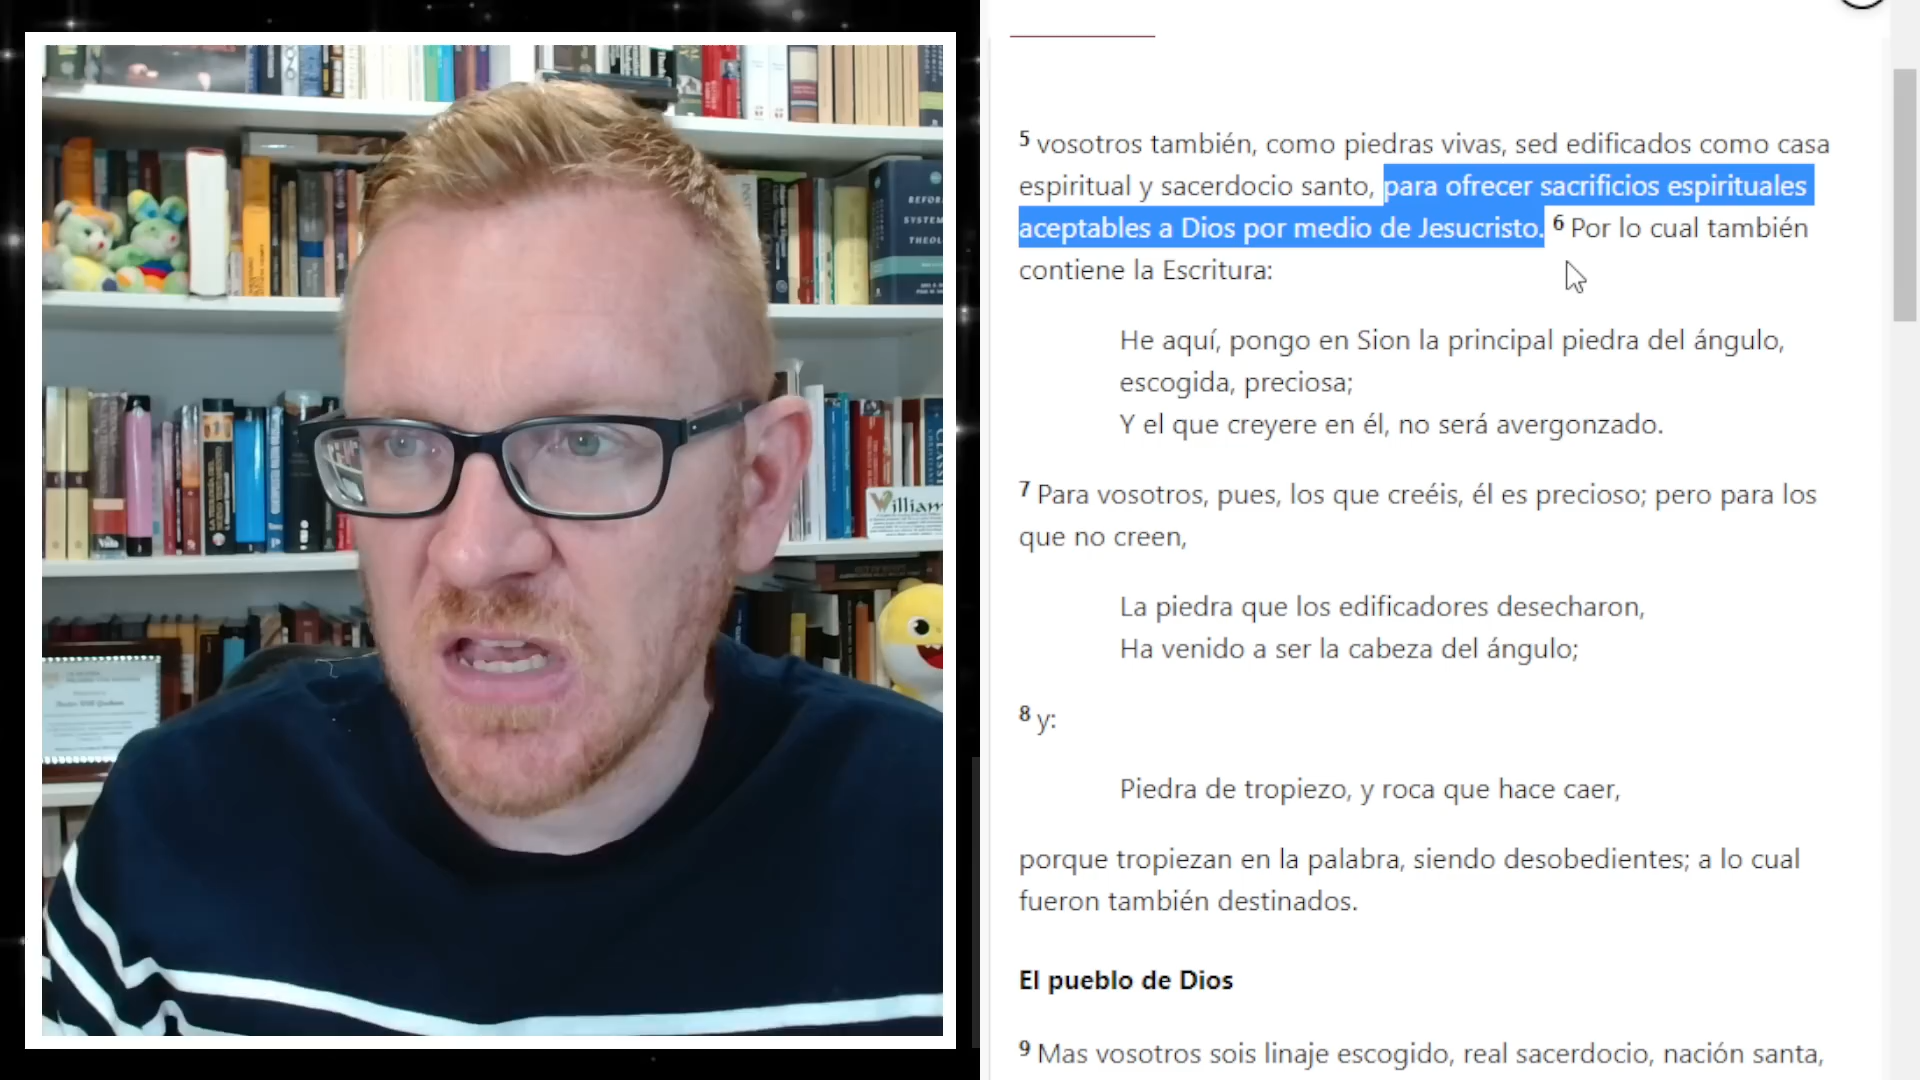 5 vosotros también, como piedras vivas, sed edificados como casa
espiritual y sacerdocio santo, para ofrecer sacrificios espirituales
aceptables a Dios por medio de Jesucristo. 6 Por lo cual también
contiene la Escritura:
He aquí, pongo en Sion la principal piedra del ángulo,
escogida, preciosa;
Y el que creyere en él, no será avergonzado.
7 Para vosotros, pues, los que creéis, él es precioso; pero para los
que no creen,
La piedra que los edificadores desecharon,
Ha venido a ser la cabeza del ángulo;
8 y:
Piedra de tropiezo, y roca que hace caer,
porque tropiezan en la palabra, siendo desobedientes; a lo cual
fueron también destinados.
El pueblo de Dios
9 Mas vosotros sois linaje escogido, real sacerdocio, nación santa,
William